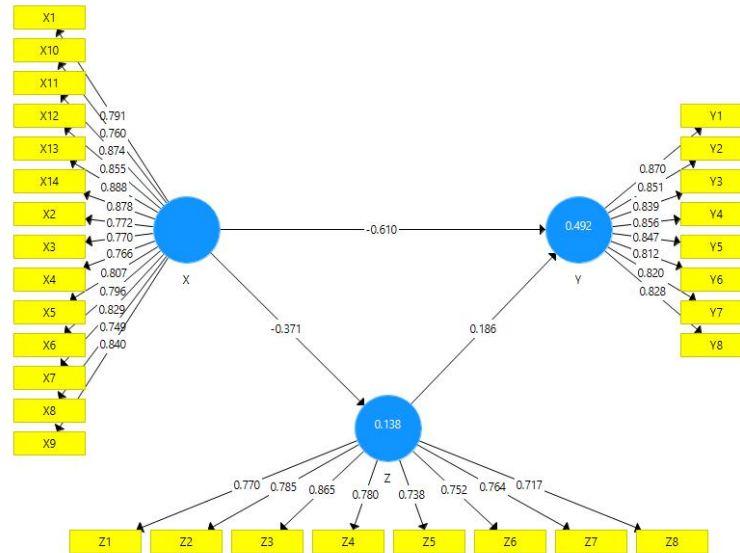 X1
X10
X11
X12
X13
X14
X2
X3
X4
X5
X6
X7
X8
X9
0.791
0.760
0.874
0.855
0.888
0.878
0.772
0.770
0.766
0.807
0.796
0.829
0.749
0.840
X
-0.610
-0.371
0.186
0.492
Y
0.870
0.851
0.839
0.856
0.847
0.812
0.820
0.828
Y1
Y2
Y3
Y4
Y5
Y6
Y7
Y8
0.138
Z
0.770
0.785
0.865
0.780
0.738
0.752
0.764
0.717
Z1
Z2
Z3
Z4
Z5
Z6
Z7
Z8